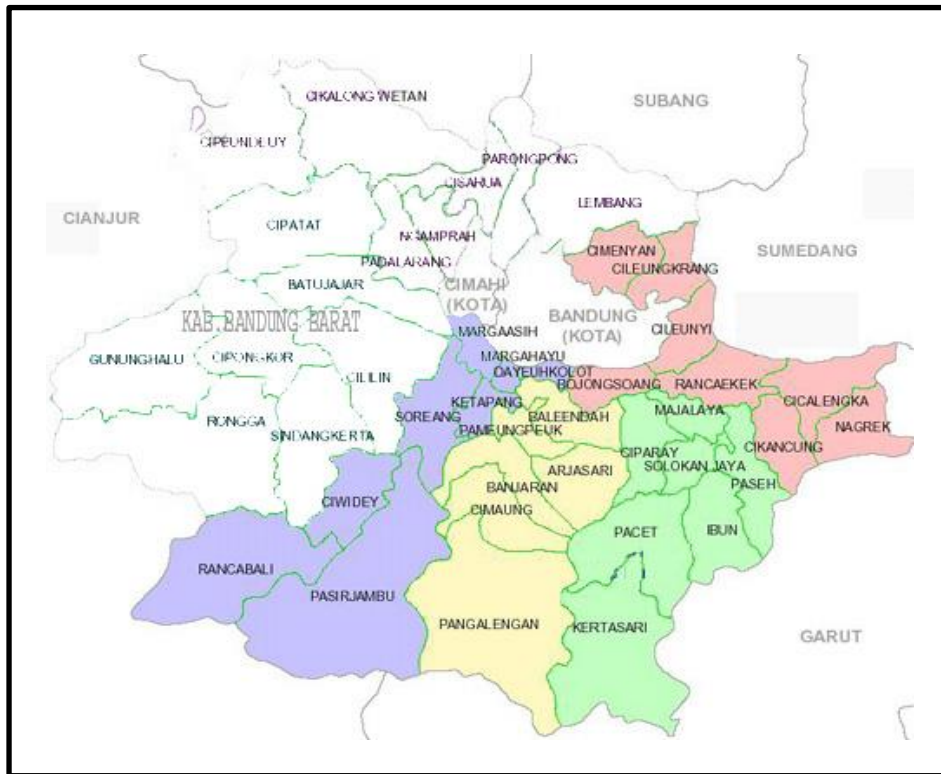 CIKALONG WETAN
SUBANG
CIPEUNDEUY
PARONGPONG
CISARUA
LEMBANG
CIANJUR
CIPATAT
NGAMPRAH
CIMENYAN
SUMEDANG
PADALARANG
CILEUNGKRANG
BATUJAJAR
CIMAHI
(KOTA)
BANDUNG
(KOTA)
KAB.BANDUNG BARAT
MARGAASIH
CILEUNYI
GUNUNGHALU
CIPONGKOR
MARGAHAYU
DAYEUHKOLOT
CILILIN
BOJONGSOANG
RANCAEKEK
KETAPANG
CICALENGKA
RONGGA
SOREANG
BALEENDAH
MAJALAYA
NAGREK
SINDANGKERTA
PAMEUNGPEUK
CIKANCUNG
CIPARAY
SOLOKAN JAYA
ARJASARI
PASEH
BANJARAN
CIWIDEY
CIMAUNG
PACET
IBUN
RANCABALI
PASIRJAMBU
PANGALENGAN
KERTASARI
GARUT